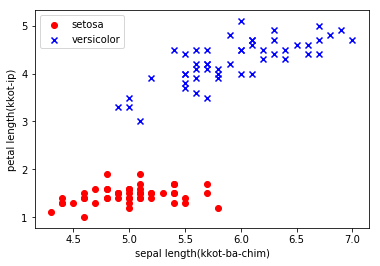 setosa
versicolor
petal length(kkot-ip)
5
4
3
2
1
4.5
5.0
5.5
6.0
6.5
7.0
sepal length(kkot-ba-chim)